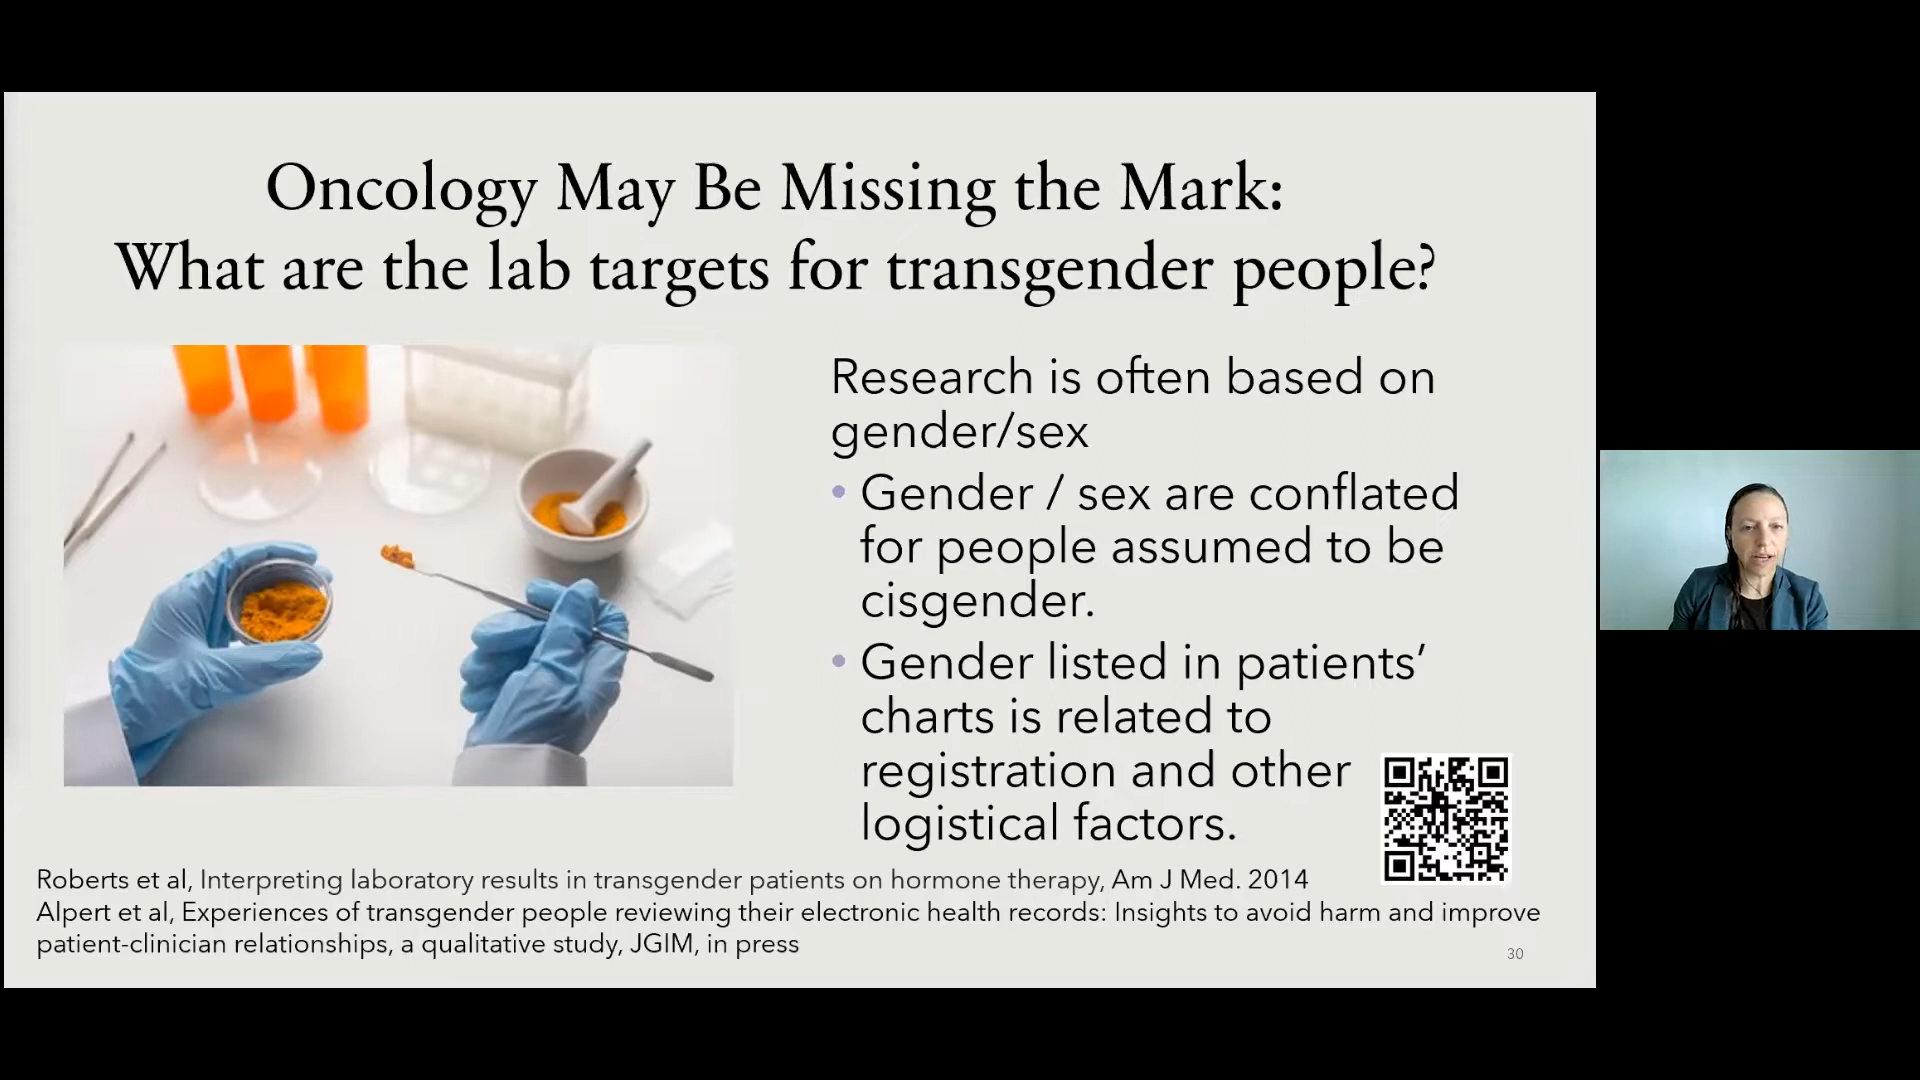 Oncology May Be Missing the Mark:
What are the lab targets for transgender people?
Research is often based on
gender/sex
• Gender / sex are conflated
for people assumed to be
cisgender.
• Gender listed in patients’
charts is related to
registration and other
logistical factors.
Roberts et al, Interpreting laboratory results in transgender patients on hormone therapy, Am J Med. 2014
Alpert et al, Experiences of transgender people reviewing their electronic health records: Insights to avoid harm and improve
patient-clinician relationships, a qualitative study, JGIM, in press
30